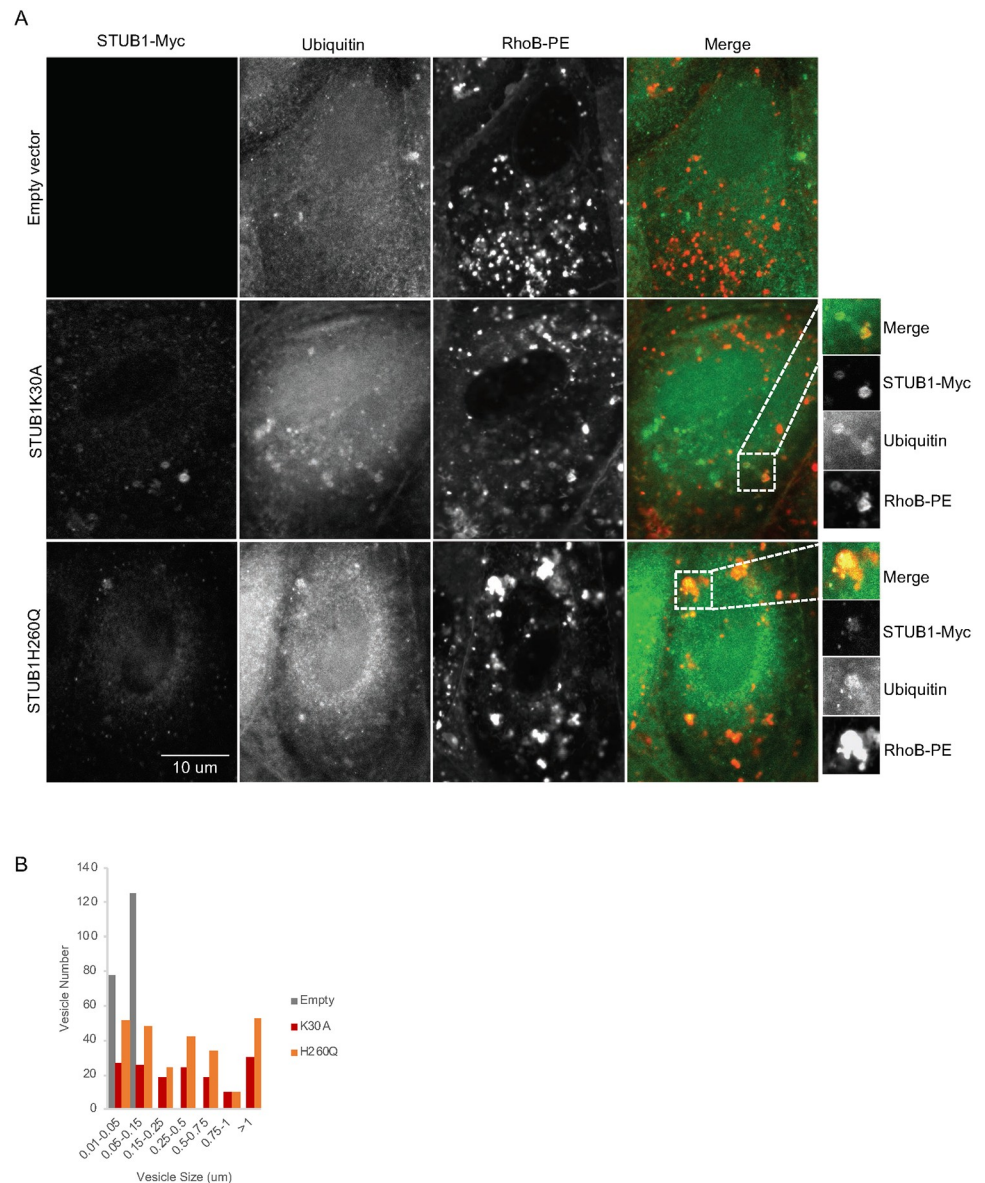 A
STUB1-Myc
Ubiquitin
RhoB-PE
Merge
Empty vector
STUB1K30A
Merge
STUB1-Myc
Ubiquitin
RhoB-PE
STUB1H260Q
10 um
Merge
STUB1-Myc
Ubiquitin
RhoB-PE
B
140
120
100
80
60
40
20
0
Vesicle Number
0.01-0.05
0.05-0.15
0.15-0.25
0.25-0.5
0.5-0.75
0.75-1
>1
Vesicle Size (um)
Empty
K30A
H260Q